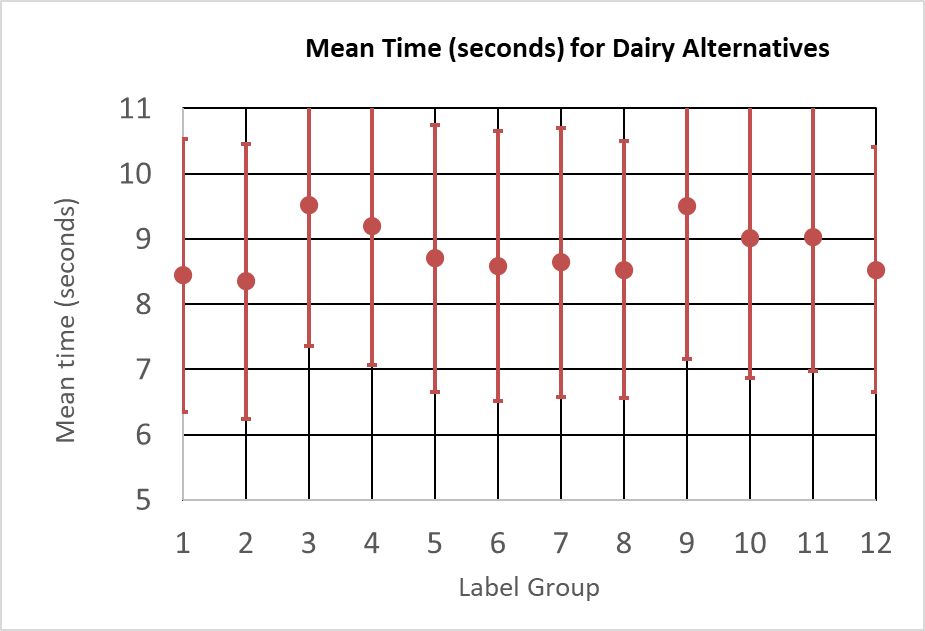 Mean Time (seconds) for Dairy Alternatives
11
10
9
8
7
6
5
Mean time (seconds)
1 2 3 4 5 6 7 8 9 10 11 12
Label Group